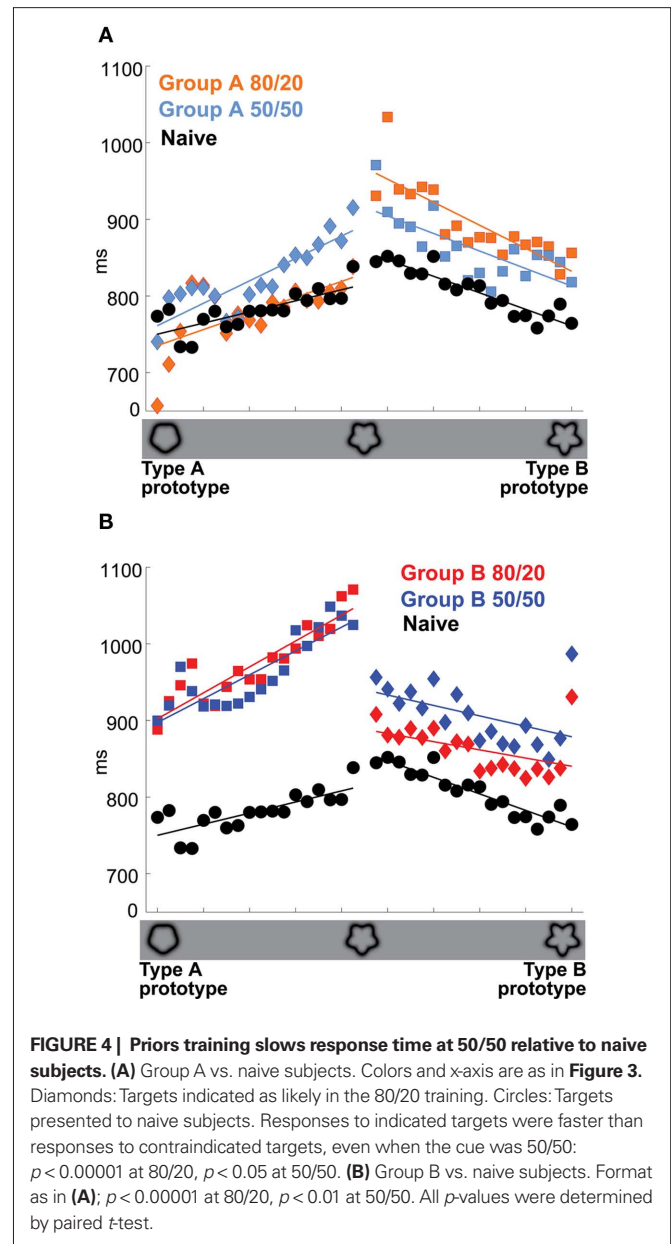 A
1100
Group A 80/20
Group A 50/50
1000
Naive
900
ms
800
700
0
Type A
prototype
Type B
prototype
B
1100
Group B 80/20
Group B 50/50
1000
Naive
900
ms
800
700
0
Type A
prototype
Type B
prototype
FIGURE 4 | Priors training slows response time at 50/50 relative to naive
subjects. (A) Group A vs. naive subjects. Colors and x-axis are as in Figure 3.
Diamonds: Targets indicated as likely in the 80/20 training. Circles: Targets
presented to naive subjects. Responses to indicated targets were faster than
responses to contraindicated targets, even when the cue was 50/50:
p < 0.00001 at 80/20, p < 0.05 at 50/50. (B) Group B vs. naive subjects. Format
as in (A); p < 0.00001 at 80/20, p < 0.01 at 50/50. All p-values were determined
by paired t-test.